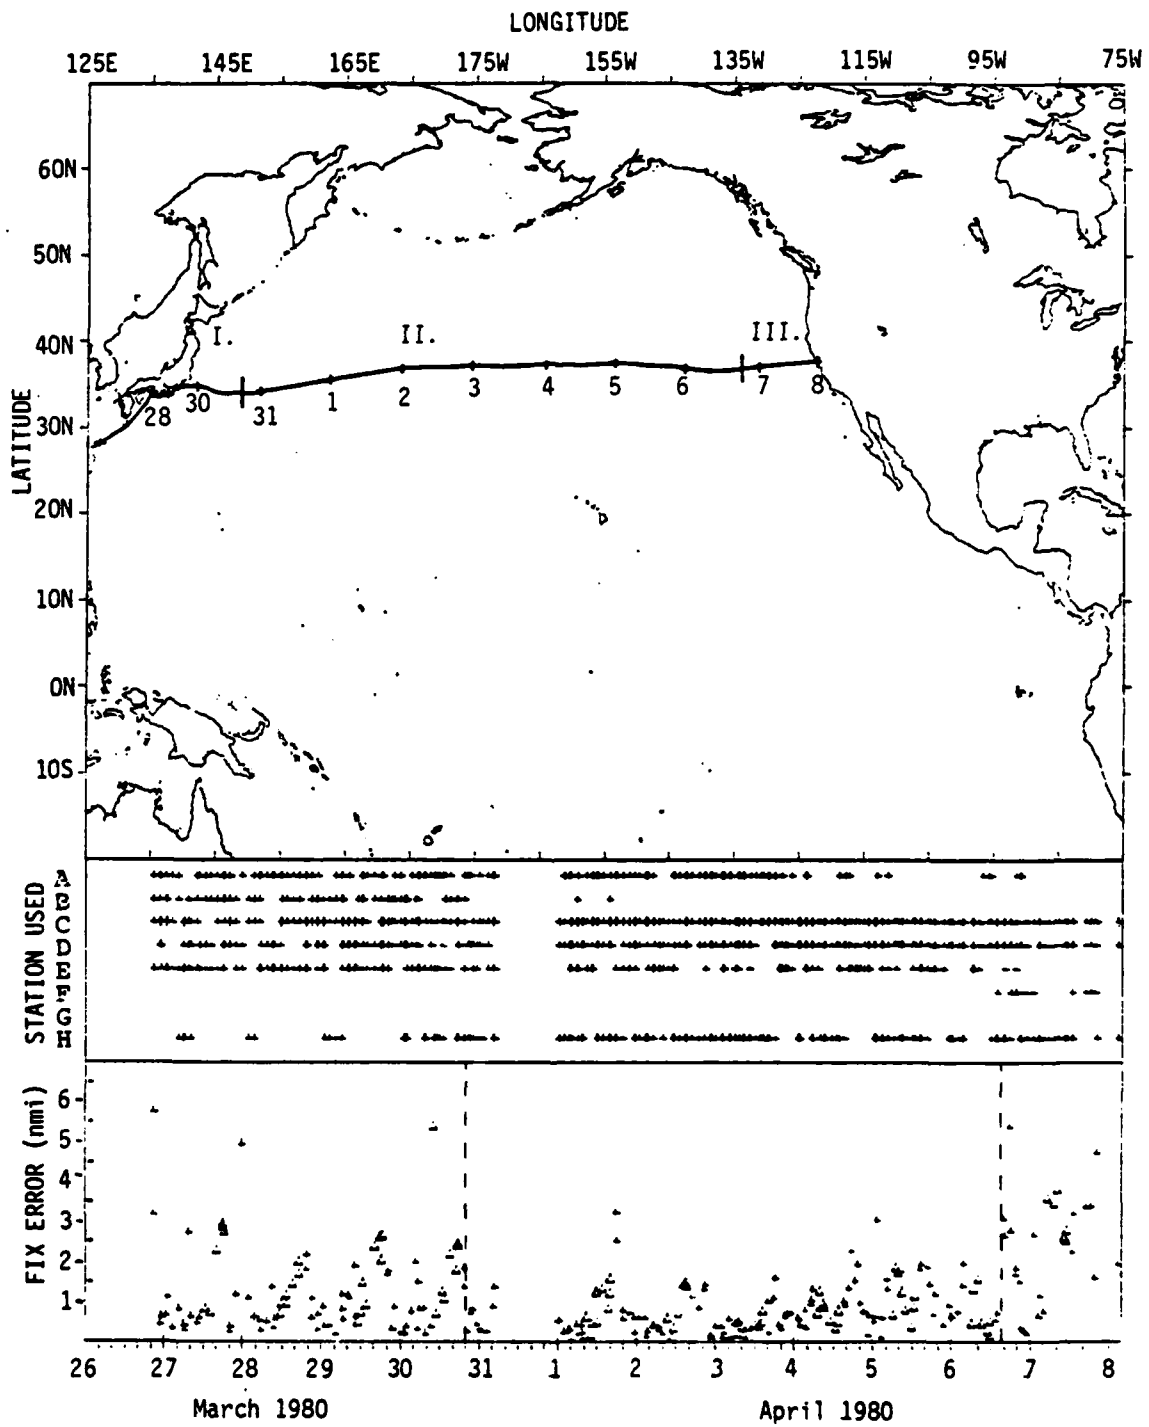 LONGITUDE
125E 145E 165E 175W 155W 135W 115W 95W 75W
60N
50N
40N
30N
20N
10N
0N
10S
LATITUDE
I. II. III.
28 30 31 1 2 3 4 5 6 7 8
STATION USED
A
B
C
D
E
F
G
H
FIX ERROR (nmi)
6
5
4
3
2
1
26 27 28 29 30 31 1 2 3 4 5 6 7 8
March 1980 April 1980